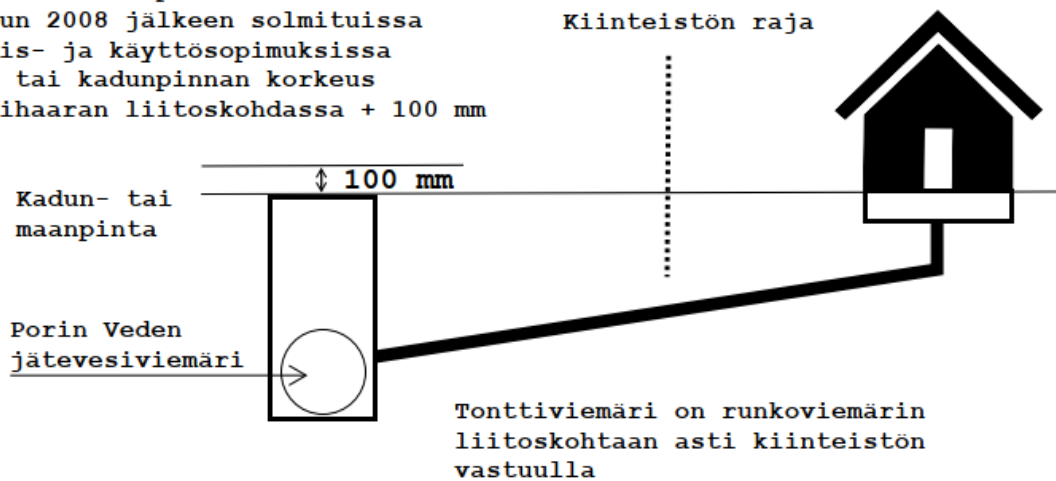 un 2008 jälkeen solmituissa
is- ja käyttösopimuksissa
tai kadunpinnan korkeus
ihaaran liitoskohdassa + 100 mm
Kiinteistön raja
100 mm
Kadun- tai
maanpinta
Porin Veden
jätevesiviemäri
Tonttiviemäri on runkoviemärin
liitoskohtaan asti kiinteistön
vastuulla